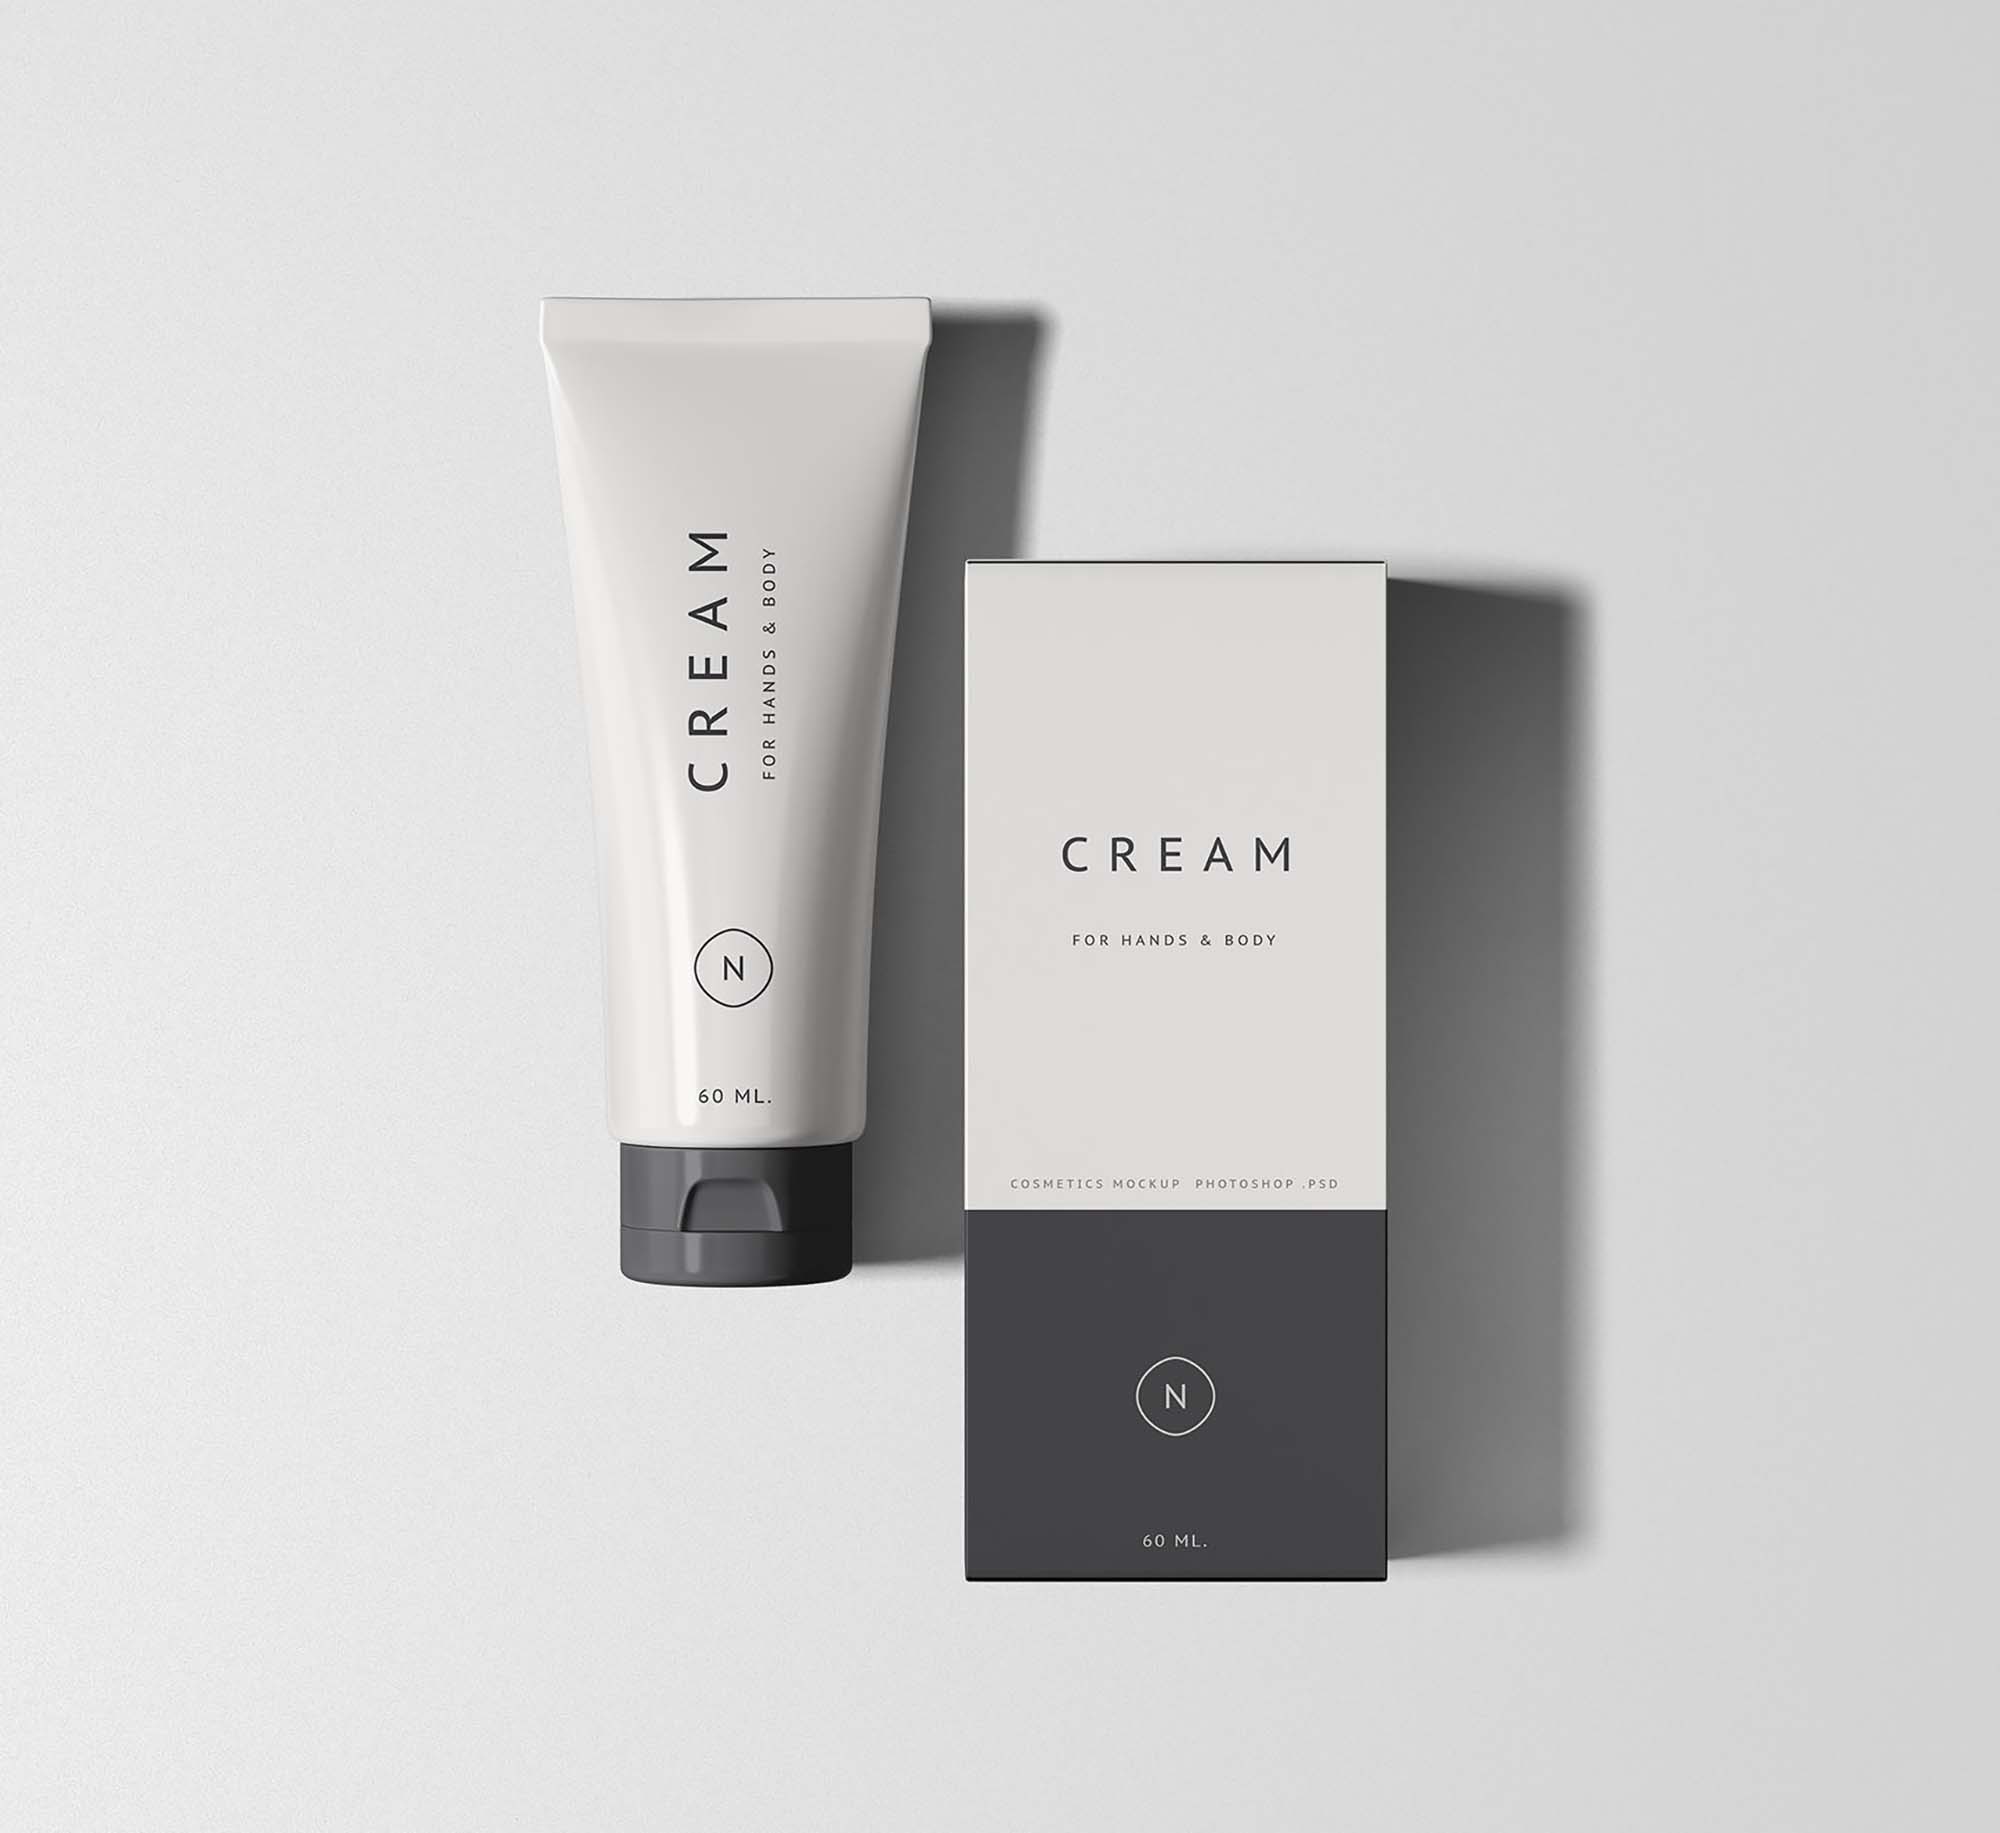 CREAM
FOR HANDS & BODY
N
60 ML.
CREAM
FOR HANDS & BODY
COSMETICS MOCKUP PHOTOSHOP .PSD
N
60 ML.